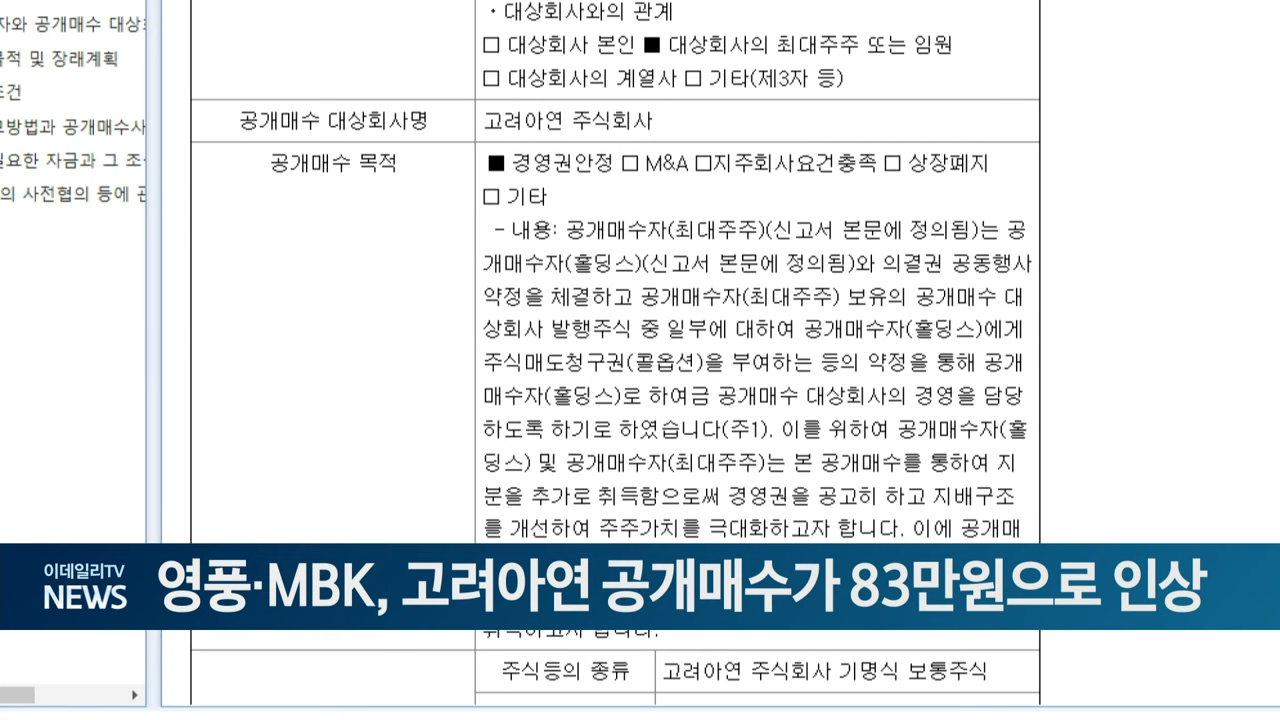 자와 공개매수 대상
목적 및 장래계획
조건
방법과 공개매수사
필요한 자금과 그 조
의 사전협의 등에 관
· 대상회사와의 관계
□ 대상회사 본인 ■ 대상회사의 최대주주 또는 임원
□ 대상회사의 계열사 □ 기타(제3자 등)
공개매수 대상회사명
고려아연 주식회사
공개매수 목적
■ 경영권안정 □ M&A □지주회사요건충족 □ 상장폐지
□ 기타
- 내용: 공개매수자(최대주주)(신고서 본문에 정의됨)는 공
개매수자(홀딩스)(신고서 본문에 정의됨)와 의결권 공동행사
약정을 체결하고 공개매수자(최대주주) 보유의 공개매수 대
상회사 발행주식 중 일부에 대하여 공개매수자(홀딩스)에게
주식매도청구권(콜옵션)을 부여하는 등의 약정을 통해 공개
매수자(홀딩스)로 하여금 공개매수 대상회사의 경영을 담당
하도록 하기로 하였습니다(주1). 이를 위하여 공개매수자(홀
딩스) 및 공개매수자(최대주주)는 본 공개매수를 통하여 지
분을 추가로 취득함으로써 경영권을 공고히 하고 지배구조
를 개선하여 주주가치를 극대화하고자 합니다. 이에 공개매
이데일리TV
NEWS
영풍·MBK, 고려아연 공개매수가 83만원으로 인상
주식등의 종류
고려아연 주식회사 기명식 보통주식